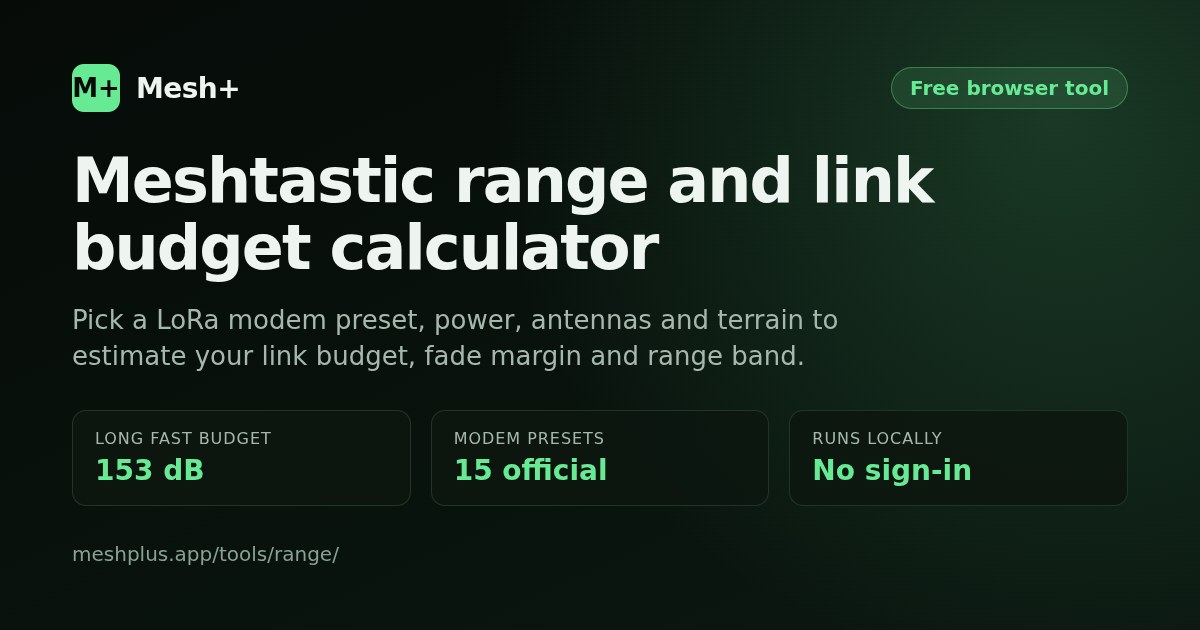 M+
Mesh+
Free browser tool
Meshtastic range and link
budget calculator
Pick a LoRa modem preset, power, antennas and terrain to
estimate your link budget, fade margin and range band.
LONG FAST BUDGET
153 dB
MODEM PRESETS
15 official
RUNS LOCALLY
No sign-in
meshplus.app/tools/range/